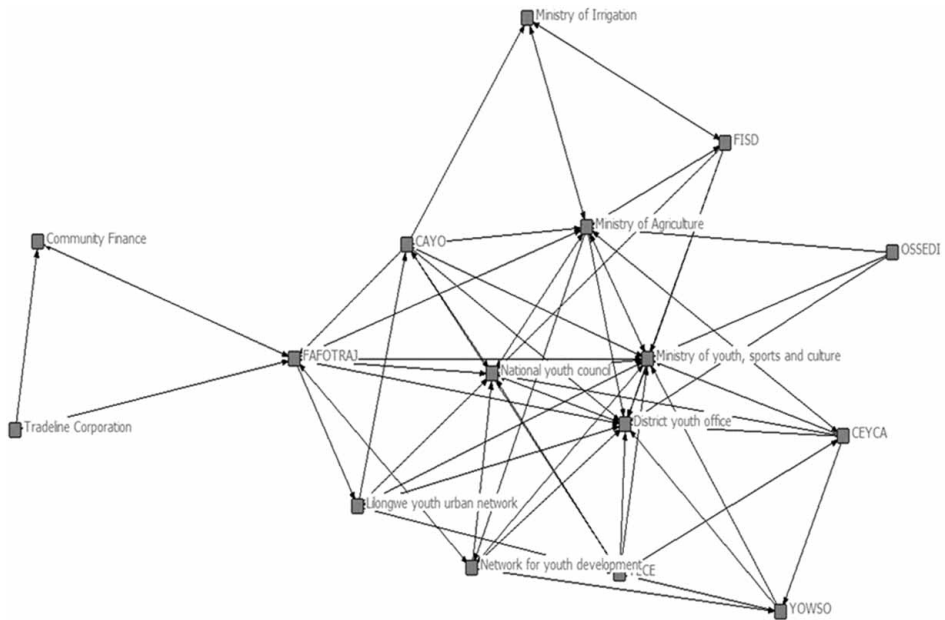 Ministry of Irrigation
FISD
Ministry of Agriculture
CAYO
Community Finance
OSSEDI
FAFOTRAJ
Ministry of youth, sports and culture
National youth council
District youth office
Tradeline Corporation
CEYCA
Lilongwe youth urban network
Network for youth development
YOWSO